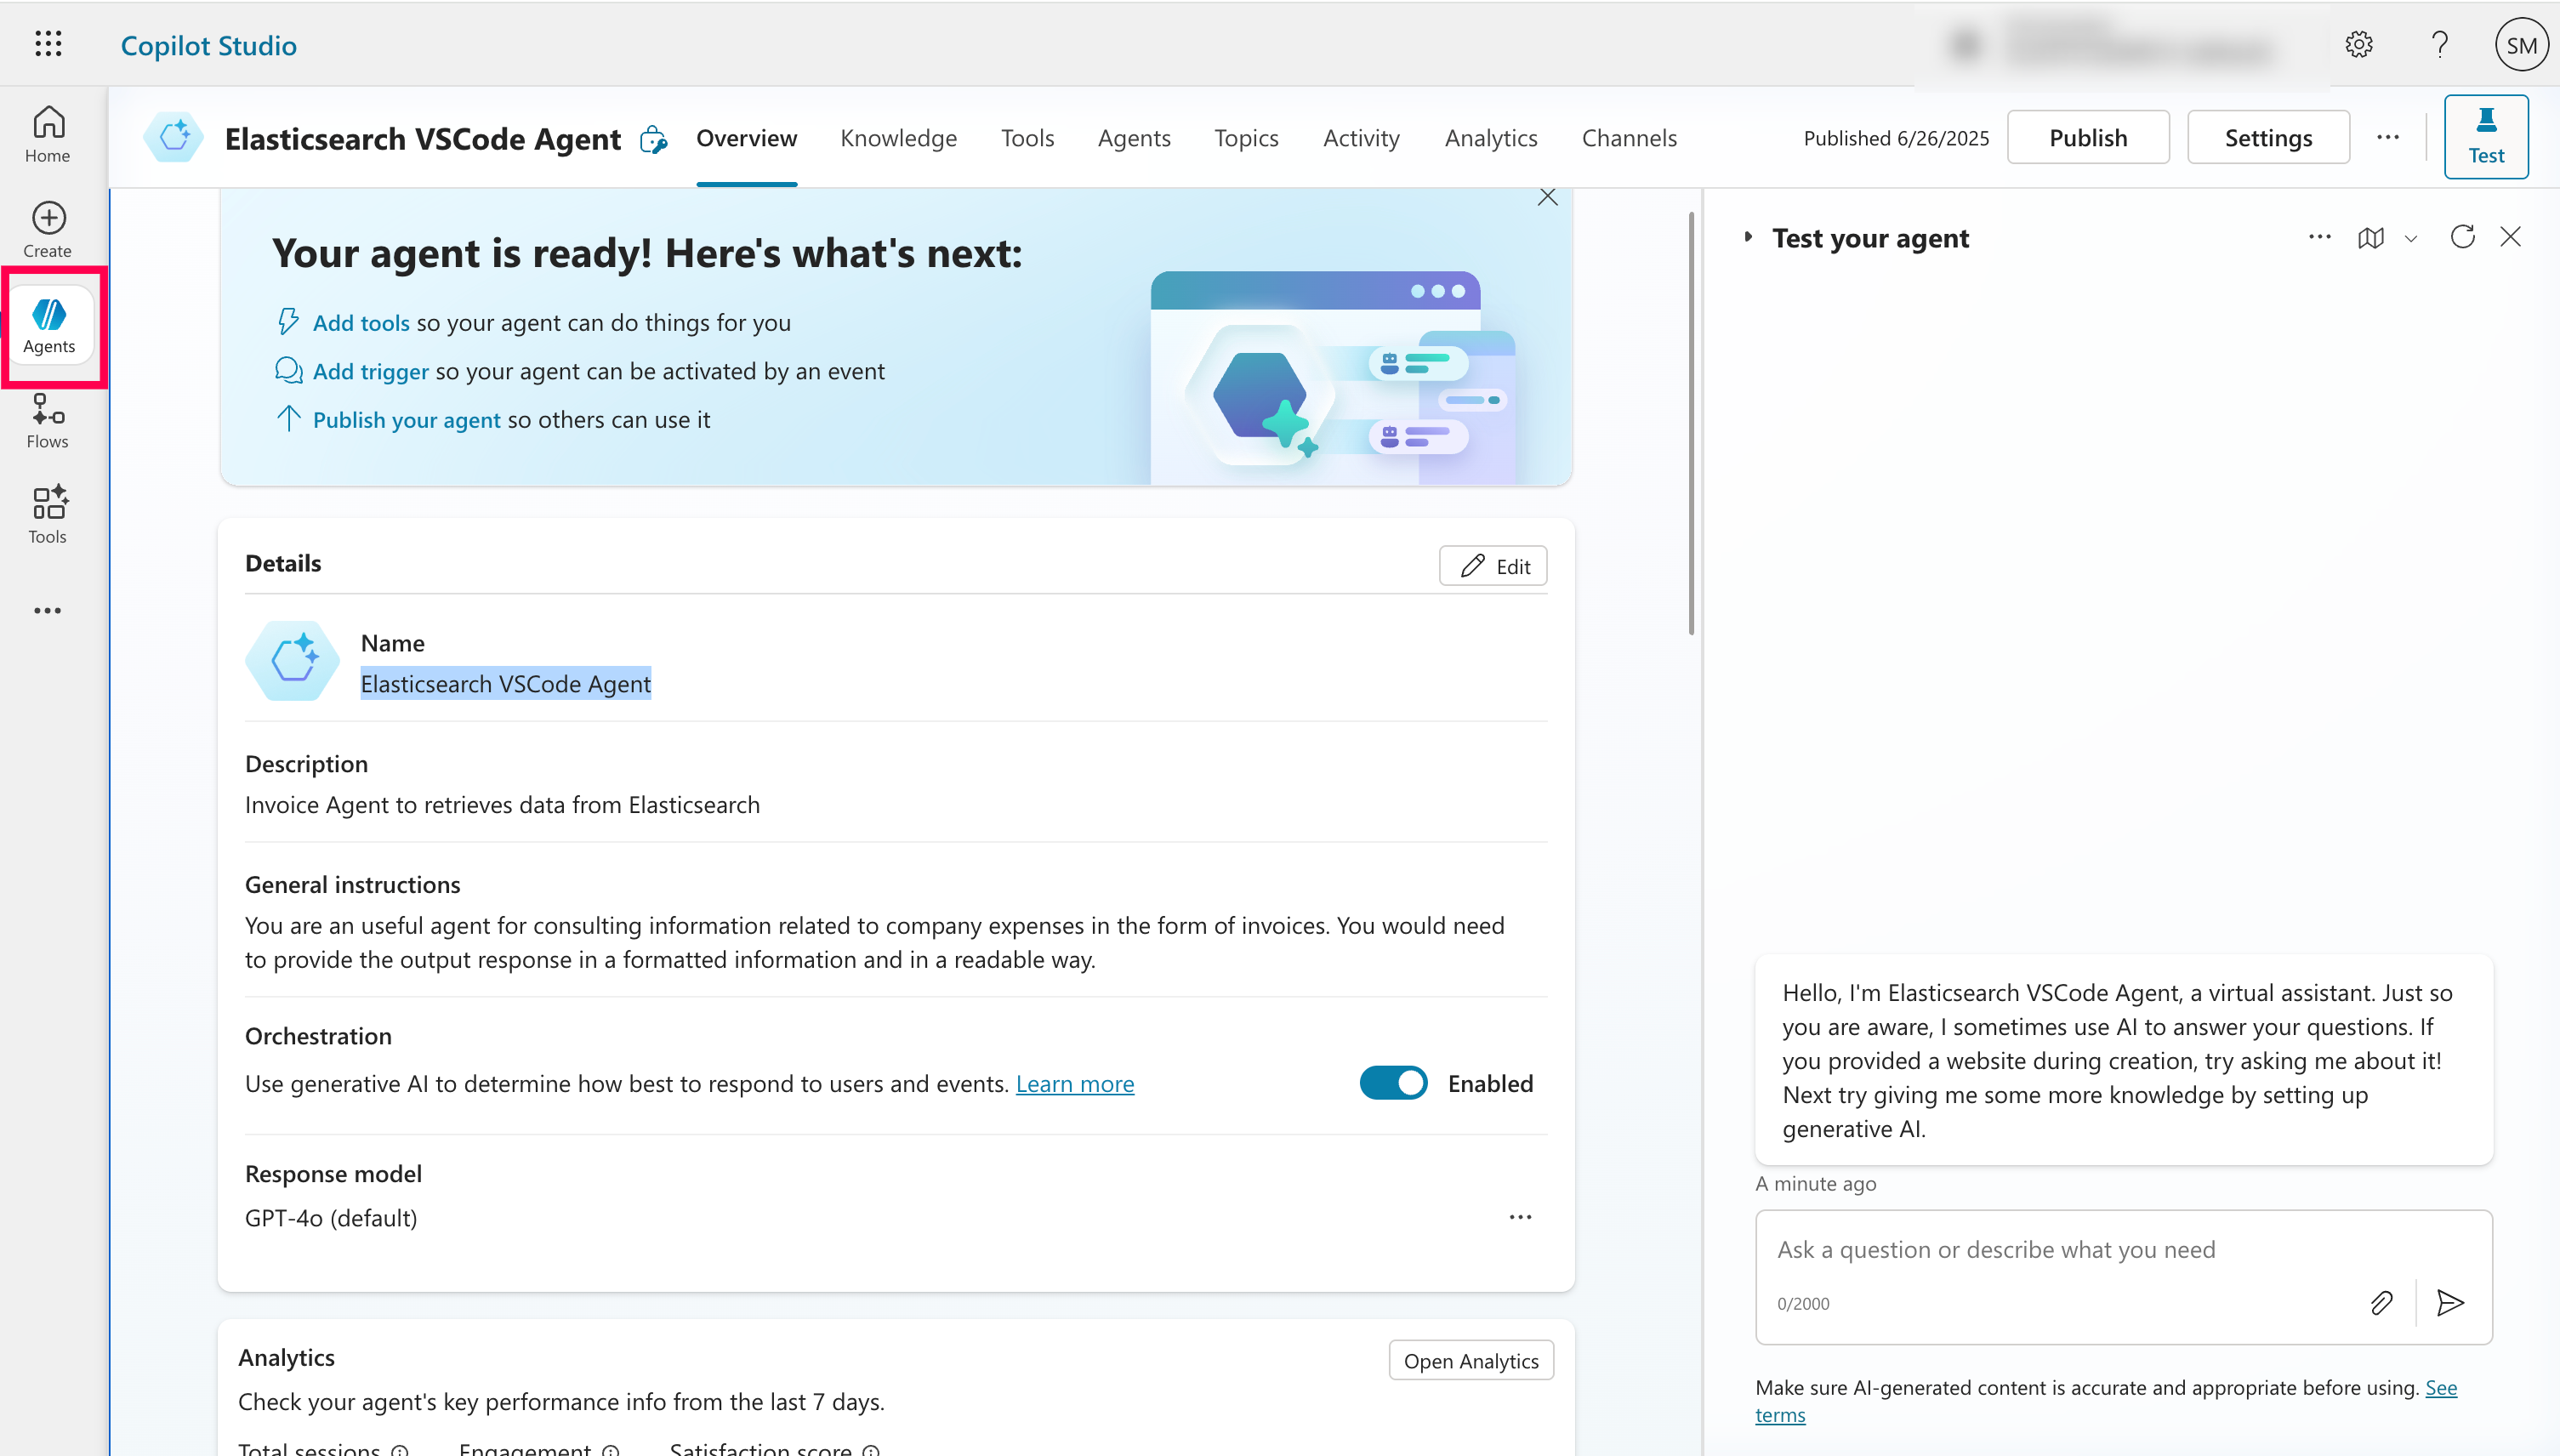 Copilot Studio
SM
Home
Create
Agents
Flows
Tools
Elasticsearch VSCode Agent
Overview
Knowledge
Tools
Agents
Topics
Activity
Analytics
Channels
Published 6/26/2025
Publish
Settings
Test
Your agent is ready! Here's what's next:
Add tools so your agent can do things for you
Add trigger so your agent can be activated by an event
Publish your agent so others can use it
Details
Edit
Name
Elasticsearch VSCode Agent
Description
Invoice Agent to retrieves data from Elasticsearch
General instructions
You are an useful agent for consulting information related to company expenses in the form of invoices. You would need
to provide the output response in a formatted information and in a readable way.
Orchestration
Use generative AI to determine how best to respond to users and events. Learn more
Enabled
Response model
GPT-4o (default)
Analytics
Open Analytics
Check your agent's key performance info from the last 7 days.
Total sessions
Engagement
Satisfaction score
Test your agent
Hello, I'm Elasticsearch VSCode Agent, a virtual assistant. Just so
you are aware, I sometimes use AI to answer your questions. If
you provided a website during creation, try asking me about it!
Next try giving me some more knowledge by setting up
generative AI.
A minute ago
Ask a question or describe what you need
0/2000
Make sure AI-generated content is accurate and appropriate before using. See
terms